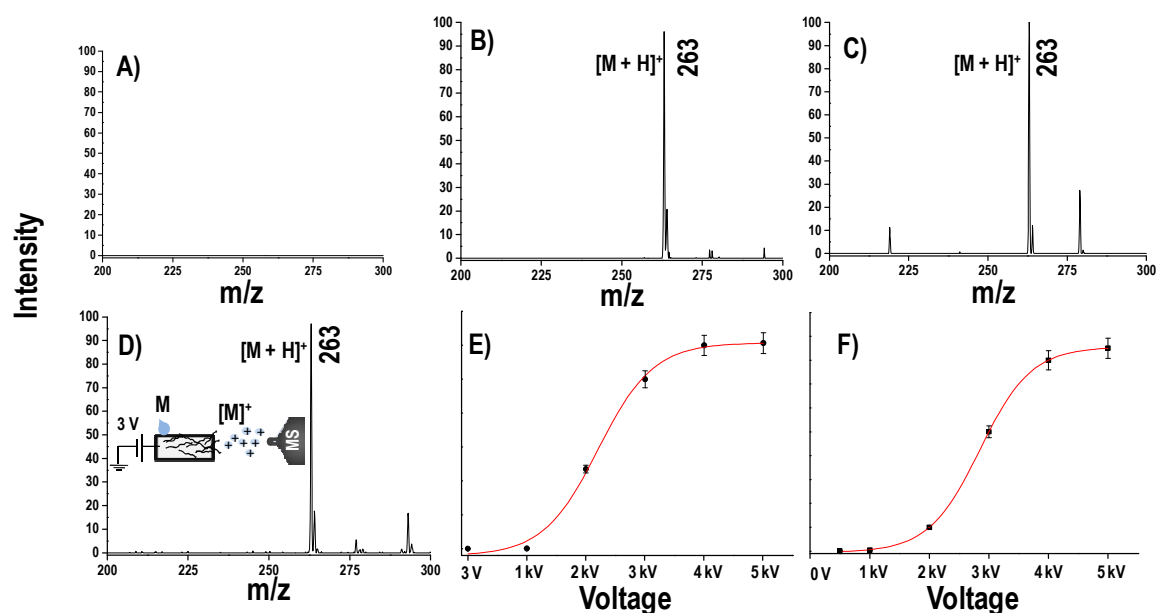 Intensity
A)
100
90
80
70
60
50
40
30
20
10
0
200 225 250 275 300
m/z
B)
[M + H]⁺
263
100
90
80
70
60
50
40
30
20
10
0
200 225 250 275 300
m/z
C)
[M + H]⁺
263
100
90
80
70
60
50
40
30
20
10
0
200 225 250 275 300
m/z
D)
[M + H]⁺
263
M
[M]⁺
3 V
+ + + + + + + +
MS
100
90
80
70
60
50
40
30
20
10
0
200 225 250 275 300
m/z
E)
3 V 1 kV 2 kV 3 kV 4 kV 5 kV
Voltage
F)
0 V 1 kV 2 kV 3 kV 4 kV 5 kV
Voltage